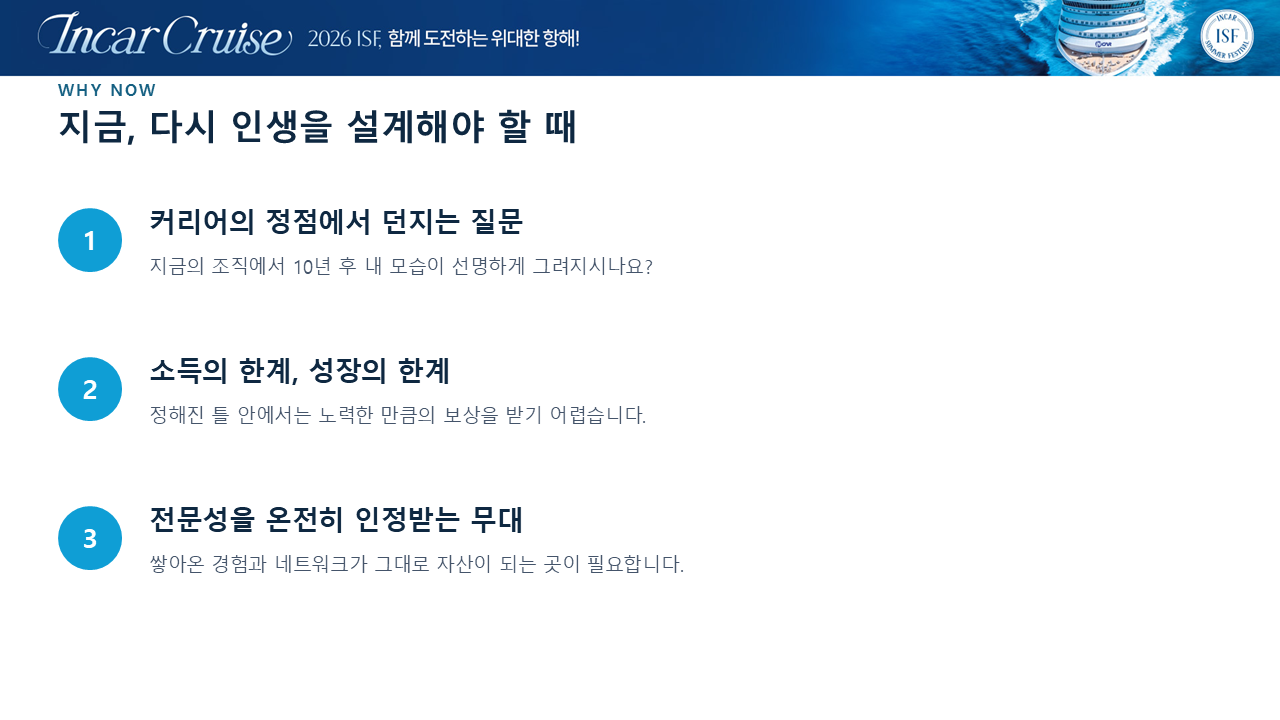 Incar Cruise 2026 ISF, 함께 도전하는 위대한 항해!
INCAR
ISF
SUMMER FESTIVAL
WHY NOW
지금, 다시 인생을 설계해야 할 때
1
커리어의 정점에서 던지는 질문
지금의 조직에서 10년 후 내 모습이 선명하게 그려지시나요?
2
소득의 한계, 성장의 한계
정해진 틀 안에서는 노력한 만큼의 보상을 받기 어렵습니다.
3
전문성을 온전히 인정받는 무대
쌓아온 경험과 네트워크가 그대로 자산이 되는 곳이 필요합니다.